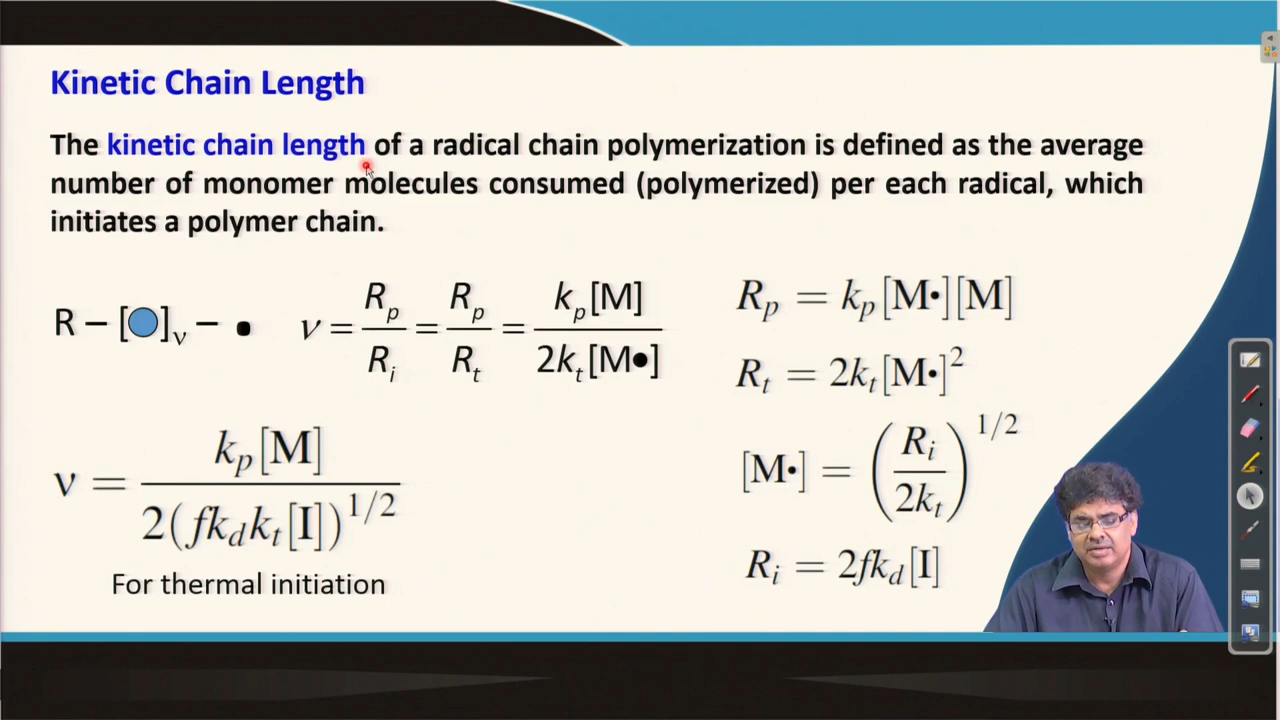 Kinetic Chain Length
The kinetic chain length of a radical chain polymerization is defined as the average
number of monomer molecules consumed (polymerized) per each radical, which
initiates a polymer chain.
R – [ ]ν – •
ν = Rp/Ri = Rp/Rt = kp[M]/2kt[M•]
Rp = kp[M•][M]
Rt = 2kt[M•]^2
ν = kp[M]/2(fkdkt[I])^1/2
[M•] = (Ri/2kt)^1/2
For thermal initiation
Ri = 2fkd[I]